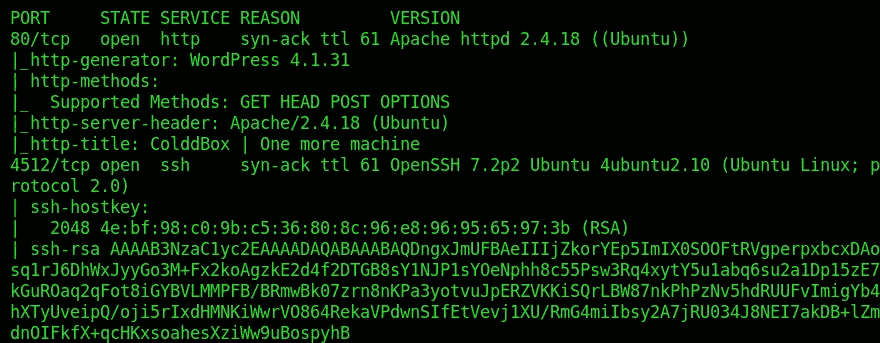 PORT     STATE SERVICE REASON         VERSION
80/tcp   open  http    syn-ack ttl 61 Apache httpd 2.4.18 ((Ubuntu))
|_http-generator: WordPress 4.1.31
| http-methods:
|_  Supported Methods: GET HEAD POST OPTIONS
|_http-server-header: Apache/2.4.18 (Ubuntu)
|_http-title: ColddBox | One more machine
4512/tcp open  ssh     syn-ack ttl 61 OpenSSH 7.2p2 Ubuntu 4ubuntu2.10 (Ubuntu Linux; p
rotocol 2.0)
| ssh-hostkey:
|   2048 4e:bf:98:c0:9b:c5:36:80:8c:96:e8:96:95:65:97:3b (RSA)
| ssh-rsa AAAAB3NzaC1yc2EAAAADAQABAAABAQDngxJmUFBAeIIIjZkorYEp5ImIX0SOOFtRVgperpxbcxDAo
sq1rJ6DhWxJyyGo3M+Fx2koAgzkE2d4f2DTGB8sY1NJP1sYOeNphh8c55Psw3Rq4xytY5u1abq6su2a1Dp15zE7
kGuROaq2qFot8iGYBVLMMPFB/BRmwBk07zrn8nKPa3yotvuJpERZVKKiSQrLBW87nkPhPzNv5hdRUUFvImigYb4
hXTyUveipQ/oji5rIxdHMNKiWwrVO864RekaVPdwnSIfEtVevj1XU/RmG4miIbsy2A7jRU034J8NEI7akDB+lZm
dnOIFkfX+qcHKxsoahesXziWw9uBospyhB